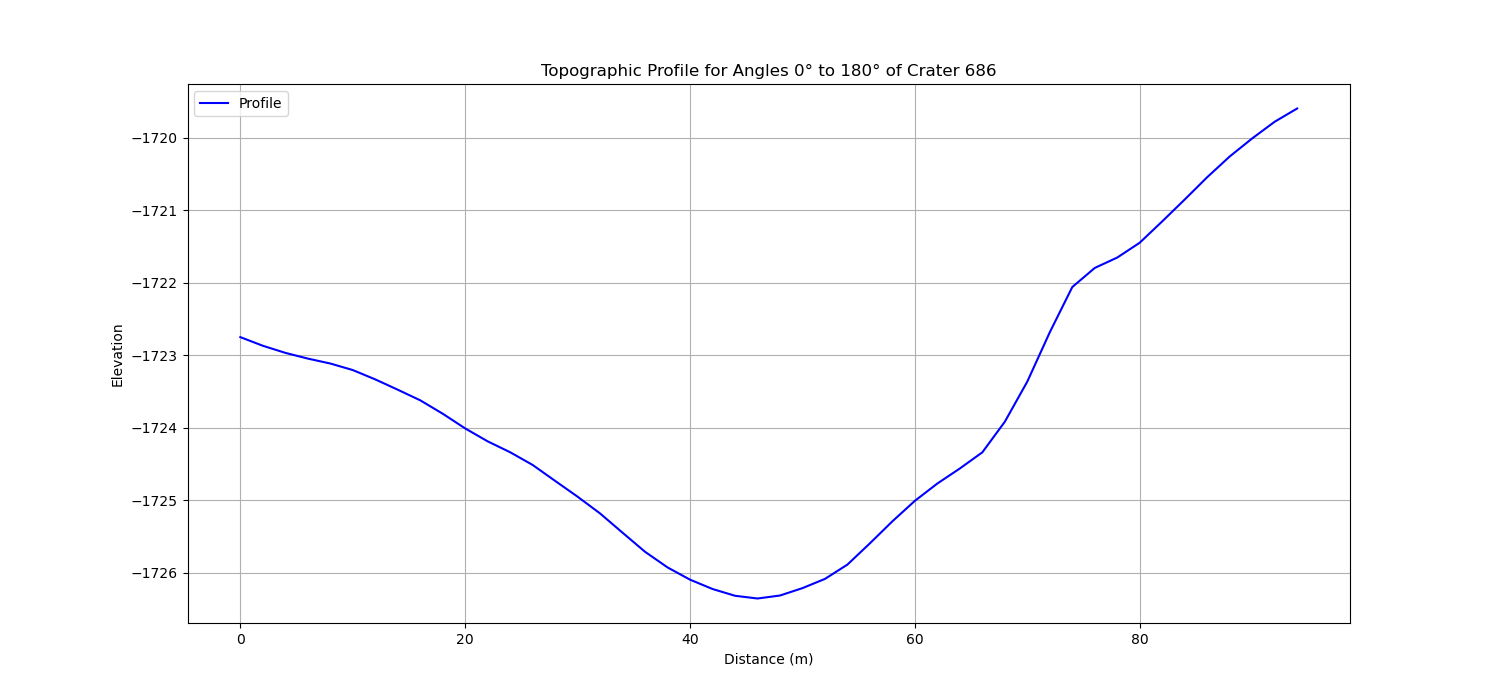 Topographic Profile for Angles 0° to 180° of Crater 686
Profile
−1720
−1721
−1722
−1723
−1724
−1725
−1726
Elevation
0 20 40 60 80
Distance (m)